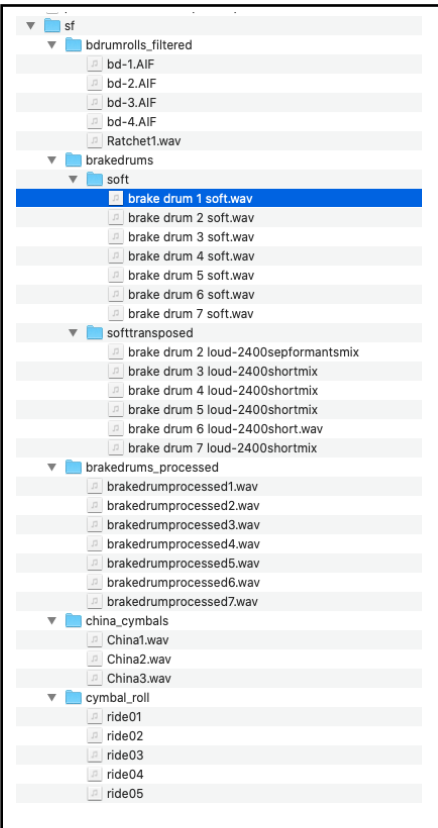 sf
bdrumrolls_filtered
bd-1.AIF
bd-2.AIF
bd-3.AIF
bd-4.AIF
Ratchet1.wav
brakedrums
soft
brake drum 1 soft.wav
brake drum 2 soft.wav
brake drum 3 soft.wav
brake drum 4 soft.wav
brake drum 5 soft.wav
brake drum 6 soft.wav
brake drum 7 soft.wav
softtransposed
brake drum 2 loud-2400sepformantsmix
brake drum 3 loud-2400shortmix
brake drum 4 loud-2400shortmix
brake drum 5 loud-2400shortmix
brake drum 6 loud-2400short.wav
brake drum 7 loud-2400shortmix
brakedrums_processed
brakedrumprocessed1.wav
brakedrumprocessed2.wav
brakedrumprocessed3.wav
brakedrumprocessed4.wav
brakedrumprocessed5.wav
brakedrumprocessed6.wav
brakedrumprocessed7.wav
china_cymbals
China1.wav
China2.wav
China3.wav
cymbal_roll
ride01
ride02
ride03
ride04
ride05